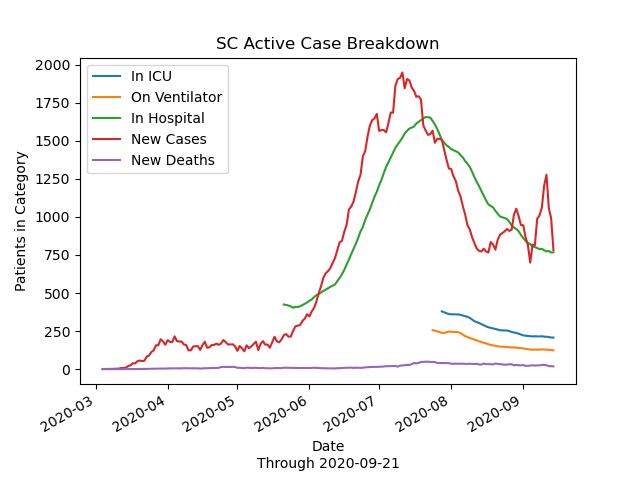 SC Active Case Breakdown
In ICU
On Ventilator
In Hospital
New Cases
New Deaths
Patients in Category
2000
1750
1500
1250
1000
750
500
250
0
2020-03
2020-04
2020-05
2020-06
2020-07
2020-08
2020-09
Date
Through 2020-09-21